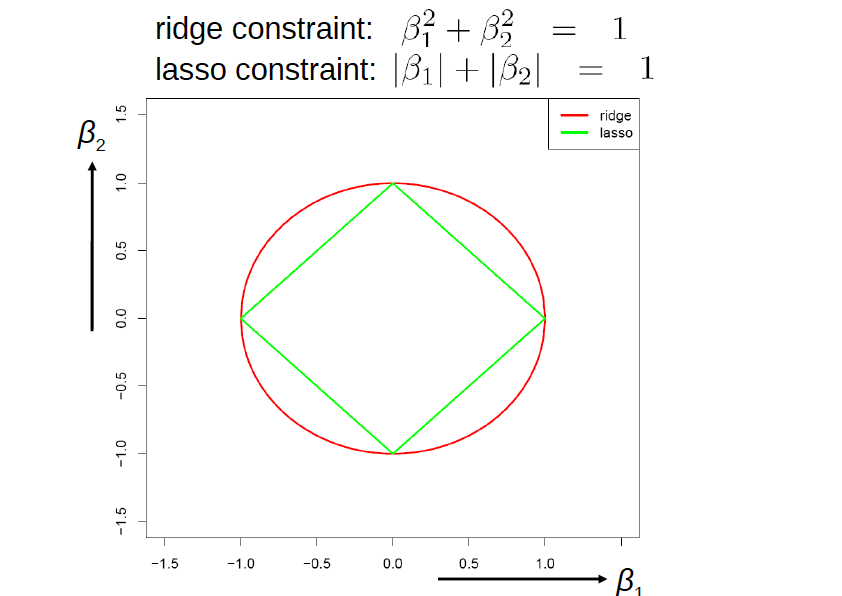 ridge constraint: β₁² + β₂² = 1
lasso constraint: |β₁| + |β₂| = 1
ridge
lasso
β₂
1.5
1.0
0.5
0.0
−0.5
−1.0
−1.5
−1.5 −1.0 −0.5 0.0 0.5 1.0
β₁